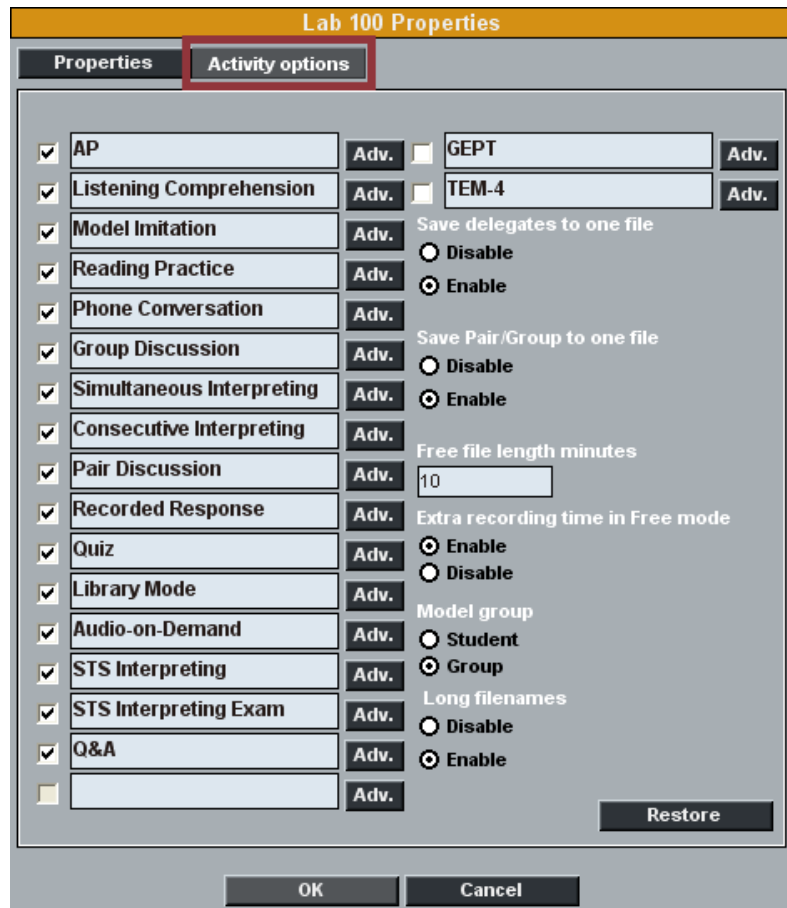 Lab 100 Properties
Properties
Activity options
AP
Adv.
Listening Comprehension
Adv.
Model Imitation
Adv.
Reading Practice
Adv.
Phone Conversation
Adv.
Group Discussion
Adv.
Simultaneous Interpreting
Adv.
Consecutive Interpreting
Adv.
Pair Discussion
Adv.
Recorded Response
Adv.
Quiz
Adv.
Library Mode
Adv.
Audio-on-Demand
Adv.
STS Interpreting
Adv.
STS Interpreting Exam
Adv.
Q&A
Adv.
Adv.
GEPT
Adv.
TEM-4
Adv.
Save delegates to one file
Disable
Enable
Save Pair/Group to one file
Disable
Enable
Free file length minutes
10
Extra recording time in Free mode
Enable
Disable
Model group
Student
Group
Long filenames
Disable
Enable
Restore
OK
Cancel